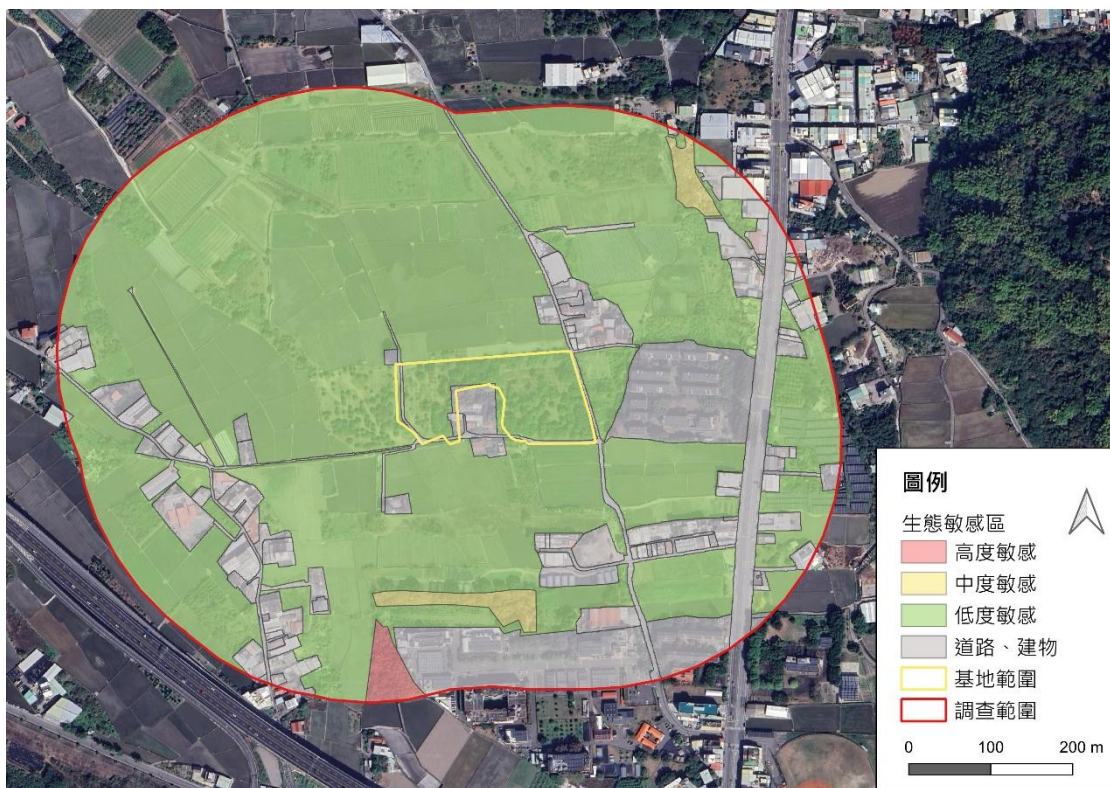 圖例
生態敏感區
高度敏感
中度敏感
低度敏感
道路、建物
基地範圍
調查範圍
0 100 200 m